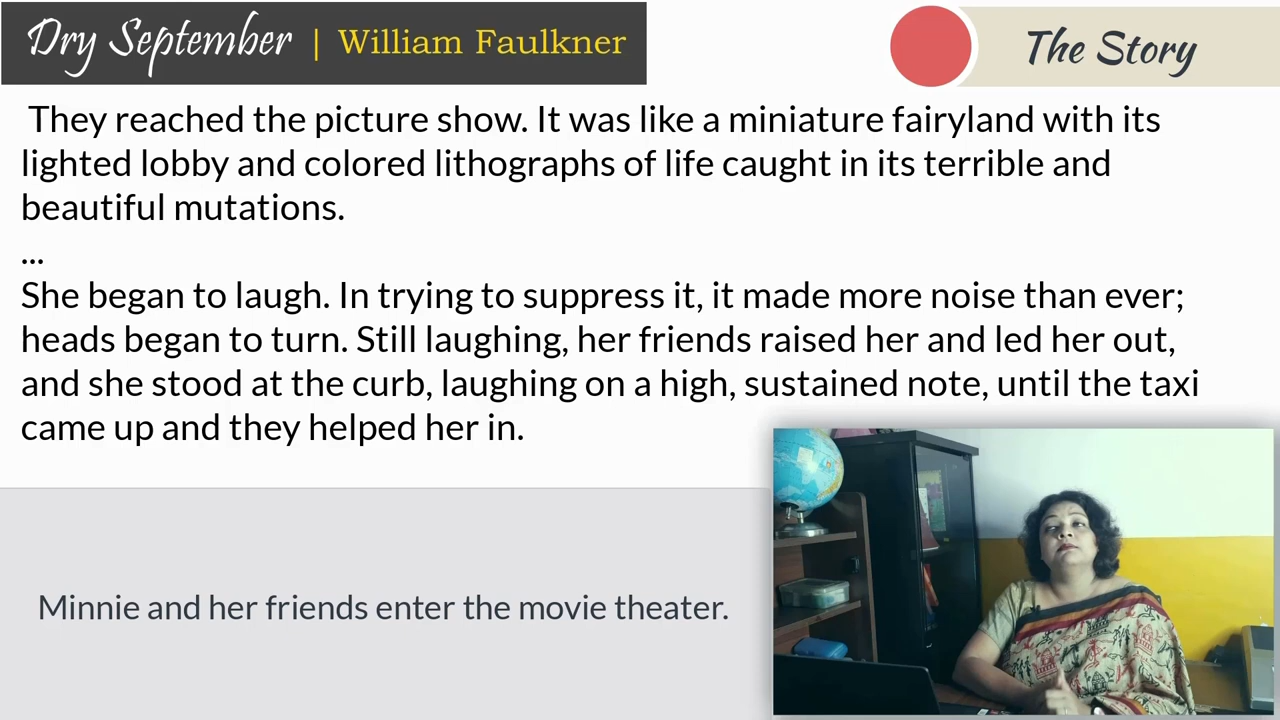 Dry September | William Faulkner
The Story
They reached the picture show. It was like a miniature fairyland with its
lighted lobby and colored lithographs of life caught in its terrible and
beautiful mutations.
...
She began to laugh. In trying to suppress it, it made more noise than ever;
heads began to turn. Still laughing, her friends raised her and led her out,
and she stood at the curb, laughing on a high, sustained note, until the taxi
came up and they helped her in.
Minnie and her friends enter the movie theater.